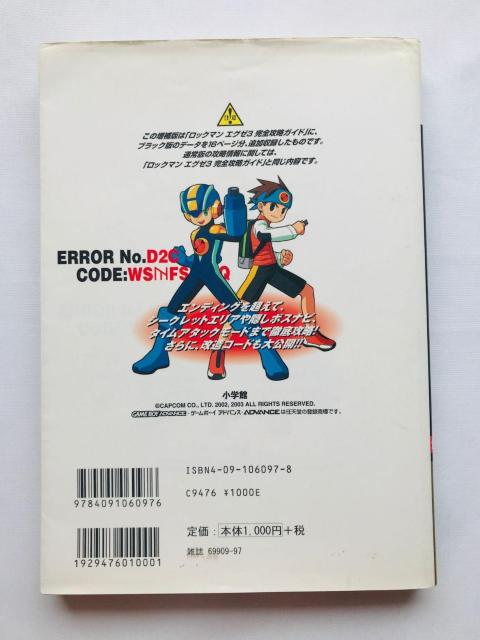 この増補版は「ロックマン エグゼ3 完全攻略ガイド」に、
ブラック版のデータを16ページ分、追加収録したものです。
通常版の攻略情報に関しては、
「ロックマン エグゼ3 完全攻略ガイド」と同じ内容です。
ERROR No.D2C
CODE:WS
FS
Q
エンディングを超えて、
シークレットエリアや隠しボスナビ、
タイムアタックモードまで徹底攻略!
さらに、改造コードも大公開!!
小学館
©CAPCOM CO., LTD. 2002, 2003 ALL RIGHTS RESERVED.
GAME BOY ADVANCE・ゲームボーイ アドバンス・ADVANCEは任天堂の登録商標です。
ISBN4-09-106097-8
C9476 ¥1000E
9784091060976
定価:本体1,000円+税
雑誌 69909-97
1929476010001